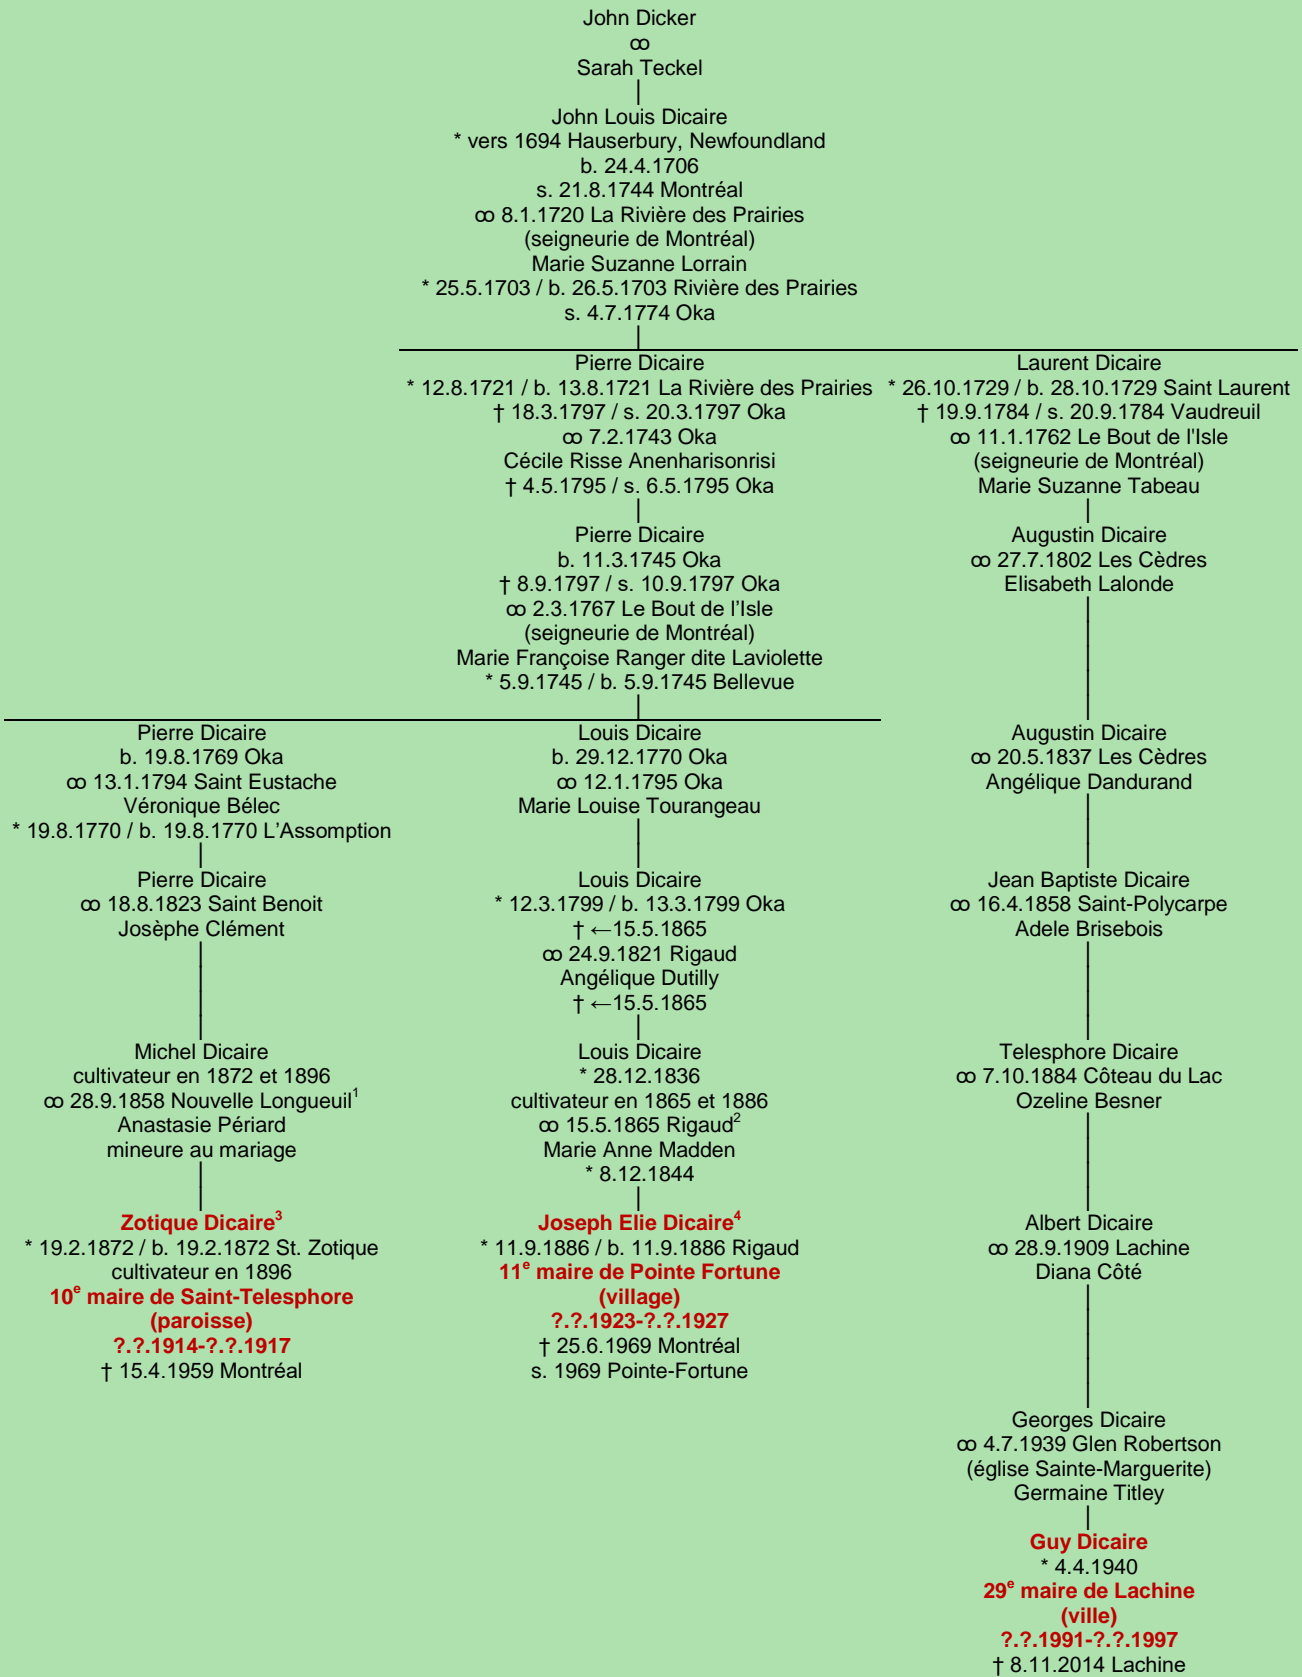 John Dicker
ꝏ
Sarah Teckel
John Louis Dicaire
* vers 1694 Hauserbury, Newfoundland
b. 24.4.1706
s. 21.8.1744 Montréal
ꝏ 8.1.1720 La Rivière des Prairies
(seigneurie de Montréal)
Marie Suzanne Lorrain
* 25.5.1703 / b. 26.5.1703 Rivière des Prairies
s. 4.7.1774 Oka
Pierre Dicaire
* 12.8.1721 / b. 13.8.1721 La Rivière des Prairies
† 18.3.1797 / s. 20.3.1797 Oka
ꝏ 7.2.1743 Oka
Cécile Risse Anenharisonrisi
† 4.5.1795 / s. 6.5.1795 Oka
Laurent Dicaire
* 26.10.1729 / b. 28.10.1729 Saint Laurent
† 19.9.1784 / s. 20.9.1784 Vaudreuil
ꝏ 11.1.1762 Le Bout de l'Isle
(seigneurie de Montréal)
Marie Suzanne Tabeau
Pierre Dicaire
b. 11.3.1745 Oka
† 8.9.1797 / s. 10.9.1797 Oka
ꝏ 2.3.1767 Le Bout de l’Isle
(seigneurie de Montréal)
Marie Françoise Ranger dite Laviolette
* 5.9.1745 / b. 5.9.1745 Bellevue
Augustin Dicaire
ꝏ 27.7.1802 Les Cèdres
Elisabeth Lalonde
Pierre Dicaire
b. 19.8.1769 Oka
ꝏ 13.1.1794 Saint Eustache
Véronique Bélec
* 19.8.1770 / b. 19.8.1770 L’Assomption
Louis Dicaire
b. 29.12.1770 Oka
ꝏ 12.1.1795 Oka
Marie Louise Tourangeau
Augustin Dicaire
ꝏ 20.5.1837 Les Cèdres
Angélique Dandurand
Pierre Dicaire
ꝏ 18.8.1823 Saint Benoit
Josèphe Clément
Louis Dicaire
* 12.3.1799 / b. 13.3.1799 Oka
† ←15.5.1865
ꝏ 24.9.1821 Rigaud
Angélique Dutilly
† ←15.5.1865
Jean Baptiste Dicaire
ꝏ 16.4.1858 Saint-Polycarpe
Adele Brisebois
Michel Dicaire
cultivateur en 1872 et 1896
ꝏ 28.9.1858 Nouvelle Longueuil¹
Anastasie Périard
mineure au mariage
Louis Dicaire
* 28.12.1836
cultivateur en 1865 et 1886
ꝏ 15.5.1865 Rigaud²
Marie Anne Madden
* 8.12.1844
Telesphore Dicaire
ꝏ 7.10.1884 Côteau du Lac
Ozeline Besner
Zotique Dicaire³
* 19.2.1872 / b. 19.2.1872 St. Zotique
cultivateur en 1896
10ᵉ maire de Saint-Telesphore
(paroisse)
?.?.1914-?.?.1917
† 15.4.1959 Montréal
Joseph Elie Dicaire⁴
* 11.9.1886 / b. 11.9.1886 Rigaud
11ᵉ maire de Pointe Fortune
(village)
?.?.1923-?.?.1927
† 25.6.1969 Montréal
s. 1969 Pointe-Fortune
Albert Dicaire
ꝏ 28.9.1909 Lachine
Diana Côté
Georges Dicaire
ꝏ 4.7.1939 Glen Robertson
(église Sainte-Marguerite)
Germaine Titley
Guy Dicaire
* 4.4.1940
29ᵉ maire de Lachine
(ville)
?.?.1991-?.?.1997
† 8.11.2014 Lachine